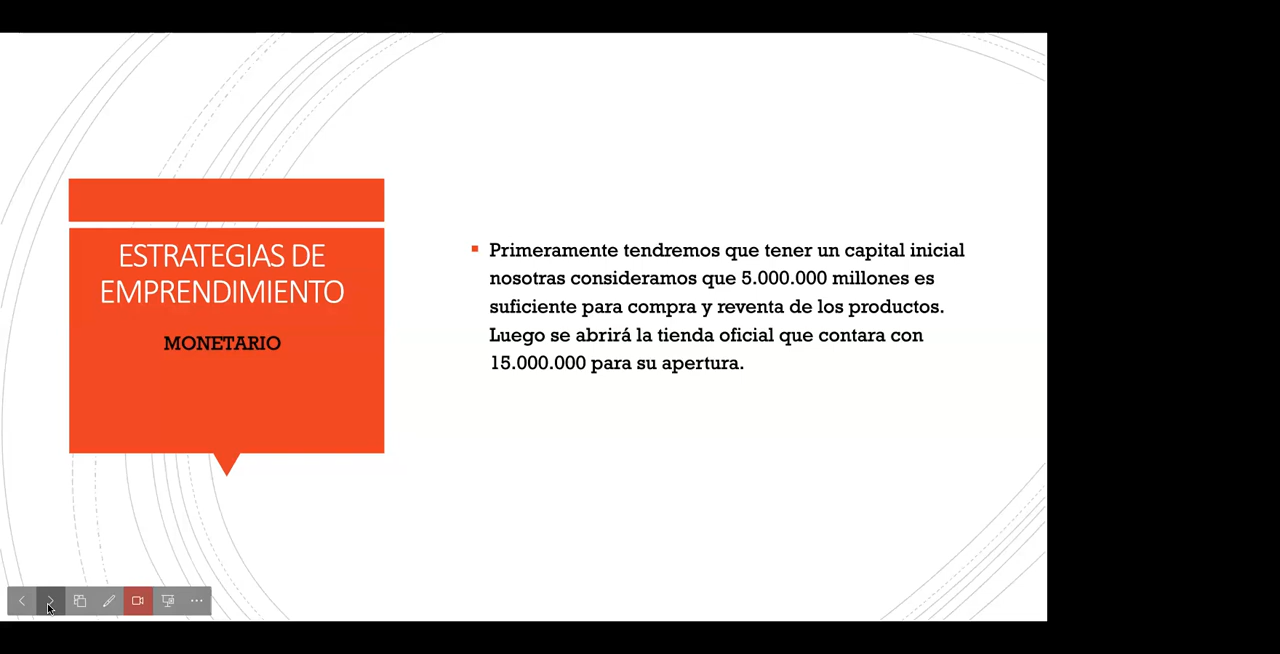 ESTRATEGIAS DE
EMPRENDIMIENTO
MONETARIO
Primeramente tendremos que tener un capital inicial
nosotras consideramos que 5.000.000 millones es
suficiente para compra y reventa de los productos.
Luego se abrirá la tienda oficial que contara con
15.000.000 para su apertura.